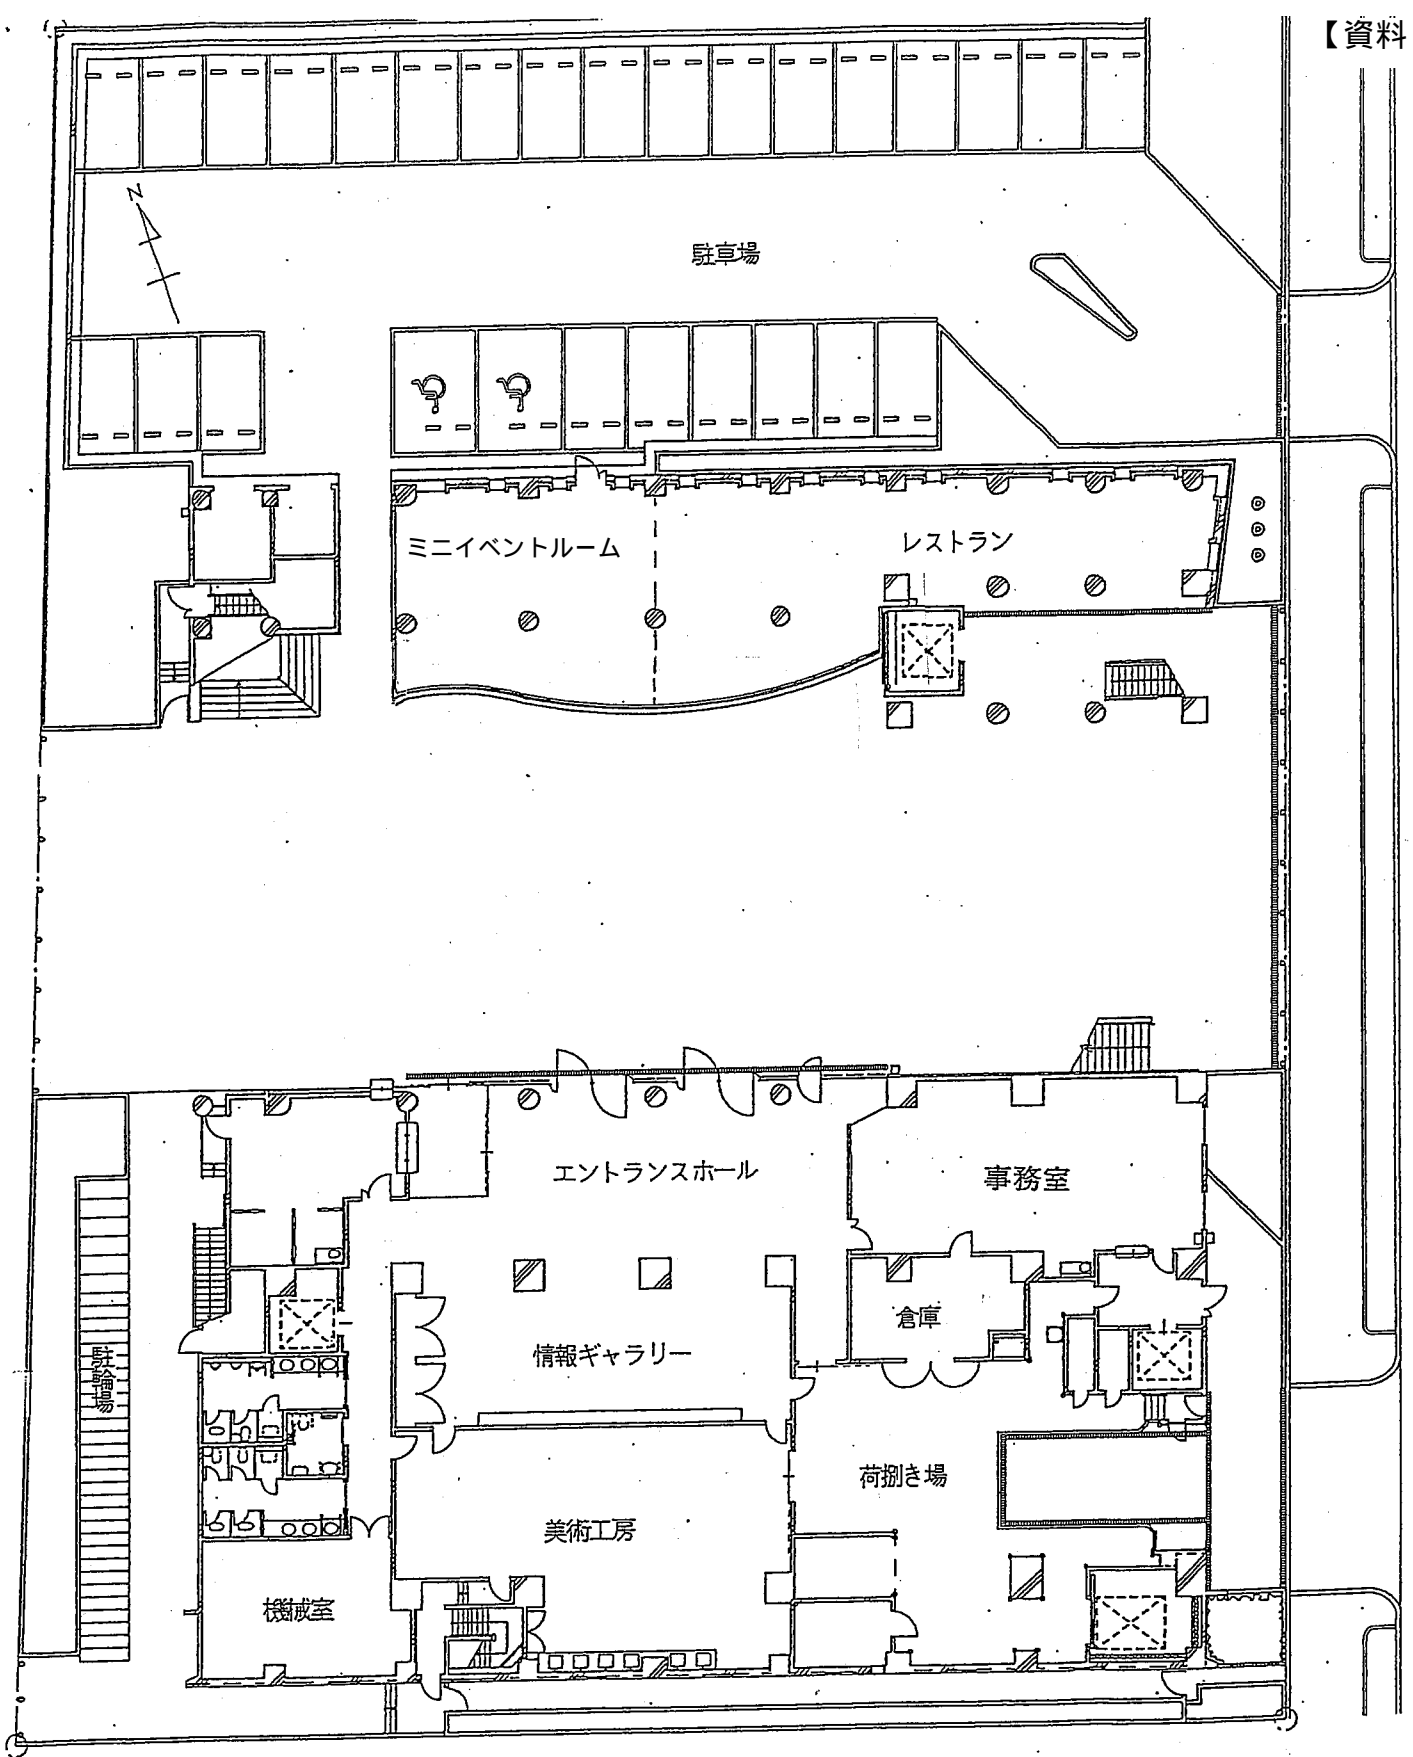 【資料
N
駐車場
ミニイベントルーム
レストラン
エントランスホール
事務室
倉庫
情報ギャラリー
駐輪場
荷捌き場
美術工房
機械室